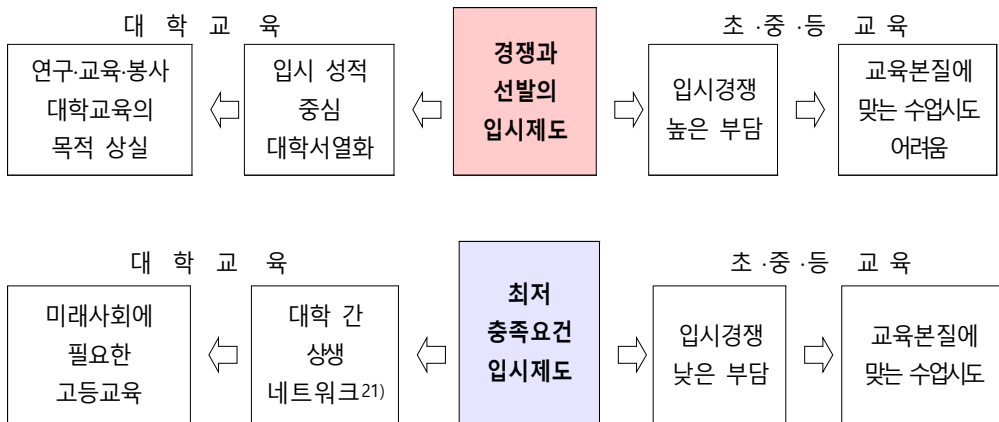 대 학 교 육
초 ·중 ·등 교 육
연구·교육·봉사
대학교육의
목적 상실
입시 성적
중심
대학서열화
경쟁과
선발의
입시제도
입시경쟁
높은 부담
교육본질에
맞는 수업시도
어려움
대 학 교 육
초 ·중 ·등 교 육
미래사회에
필요한
고등교육
대학 간
상생
네트워크21)
최저
충족요건
입시제도
입시경쟁
낮은 부담
교육본질에
맞는 수업시도